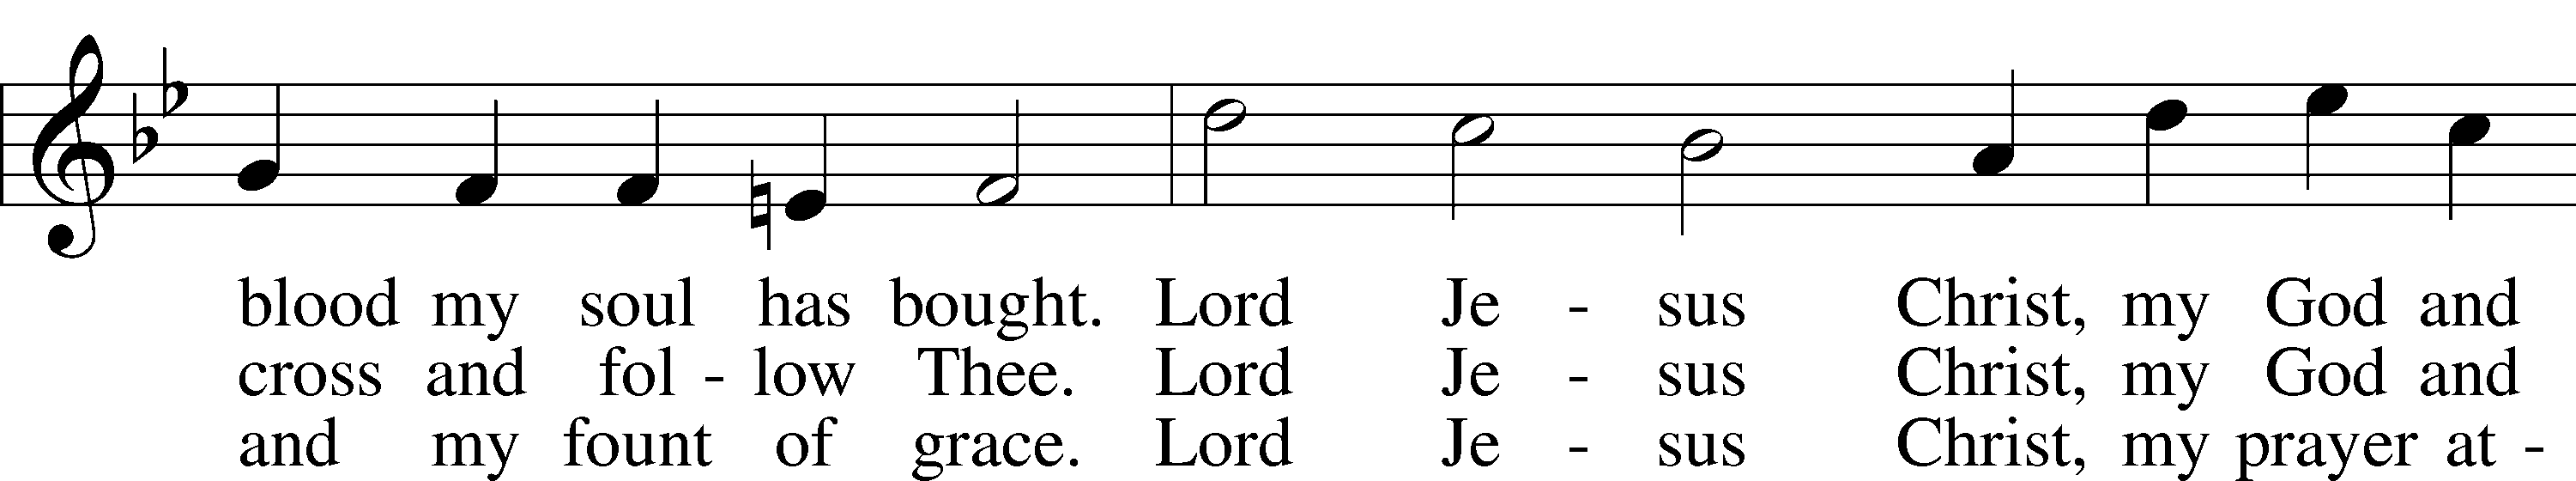 blood my soul has bought. Lord Je - sus Christ, my God and
cross and fol - low Thee. Lord Je - sus Christ, my God and
and my fount of grace. Lord Je - sus Christ, my prayer at -